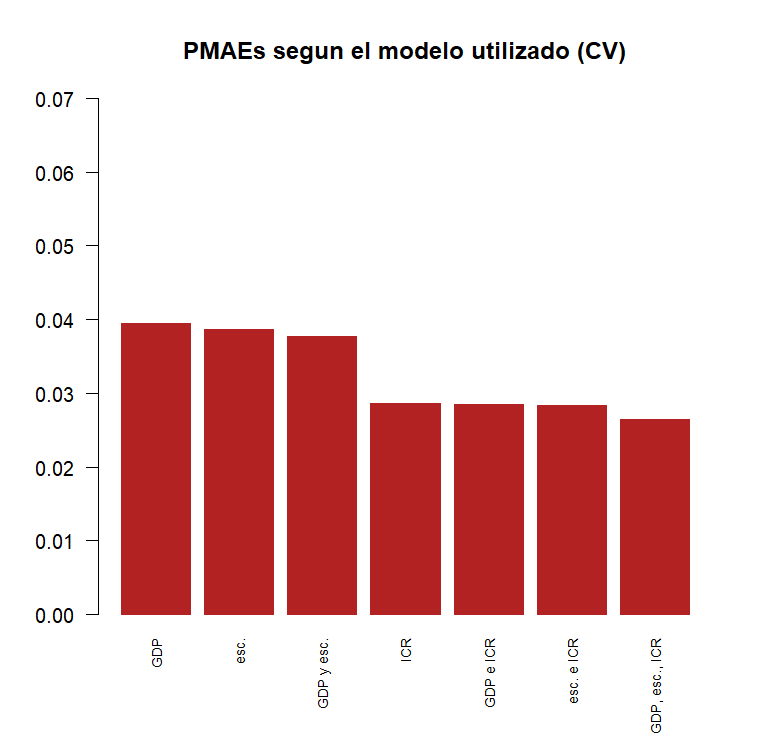 PMAEs segun el modelo utilizado (CV)
0.07
0.06
0.05
0.04
0.03
0.02
0.01
0.00
GDP
esc.
GDP y esc.
ICR
GDP e ICR
esc. e ICR
GDP, esc., ICR